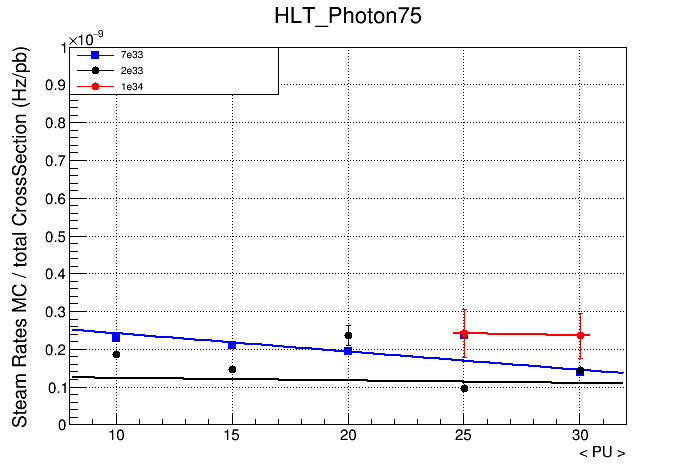 HLT_Photon75
×10⁻⁹
Steam Rates MC / total CrossSection (Hz/pb)
1
0.9
0.8
0.7
0.6
0.5
0.4
0.3
0.2
0.1
0
7e33
2e33
1e34
10 15 20 25 30
< PU >